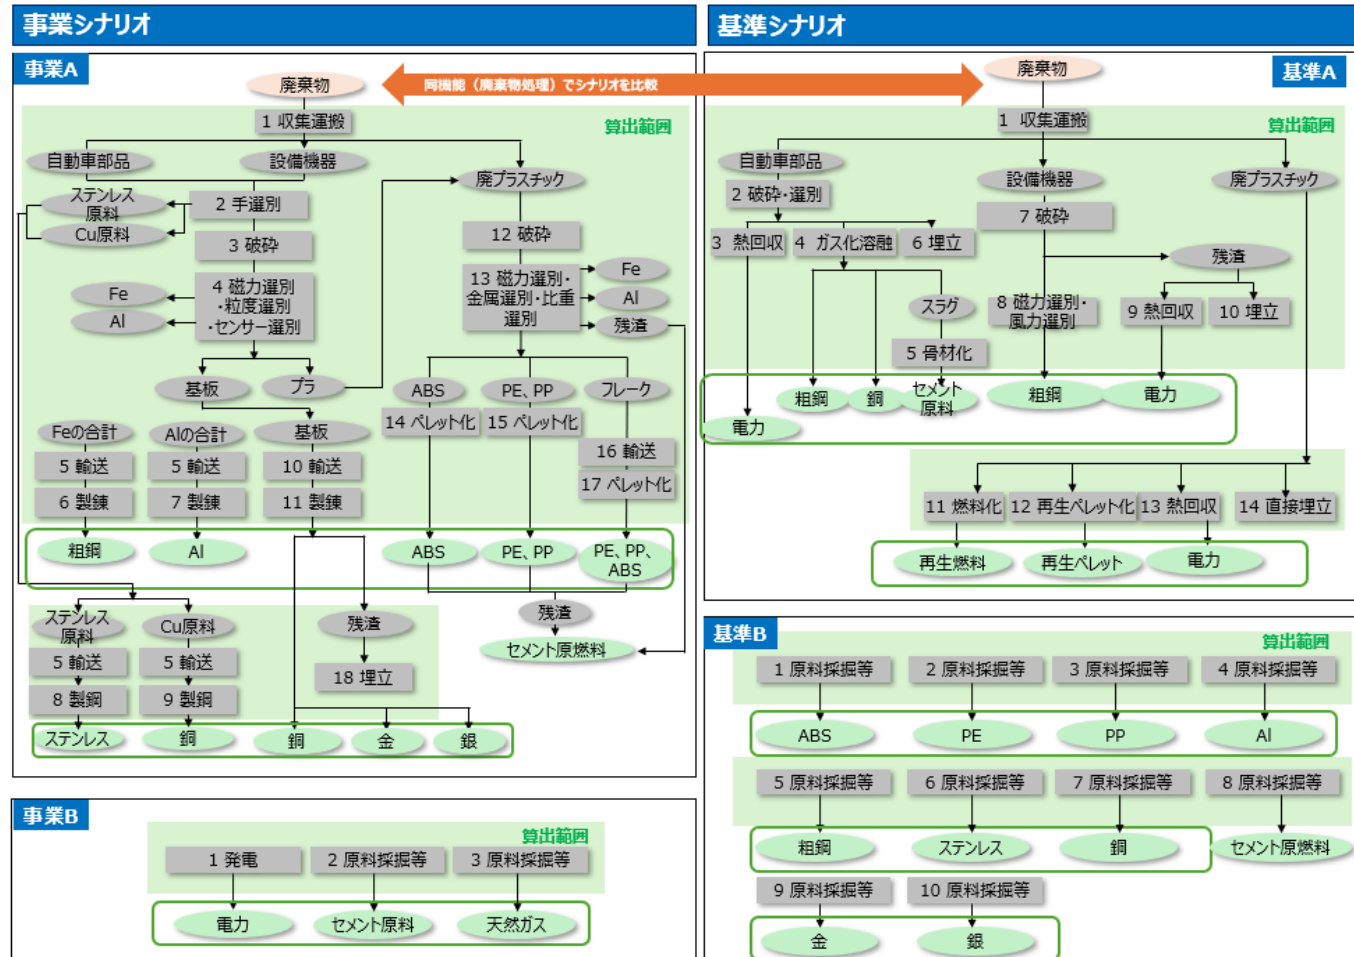 事業シナリオ
事業A
廃棄物
同機能（廃棄物処理）でシナリオを比較
算出範囲
1 収集運搬
自動車部品
設備機器
廃プラスチック
ステンレス
原料
Cu原料
2 手選別
3 破砕
4 磁力選別
・粒度選別
・センサー選別
Fe
Al
基板
プラ
12 破砕
13 磁力選別・
金属選別・比重
選別
Fe
Al
残渣
ABS
PE、PP
フレーク
14 ペレット化
15 ペレット化
16 輸送
17 ペレット化
Feの合計
Alの合計
基板
5 輸送
5 輸送
10 輸送
6 製錬
7 製錬
11 製錬
粗鋼
Al
ABS
PE、PP
PE、PP、
ABS
ステンレス
原料
Cu原料
残渣
残渣
セメント原燃料
5 輸送
5 輸送
18 埋立
8 製鋼
9 製銅
ステンレス
銅
銅
金
銀
事業B
算出範囲
1 発電
2 原料採掘等
3 原料採掘等
電力
セメント原料
天然ガス
基準シナリオ
基準A
廃棄物
算出範囲
1 収集運搬
自動車部品
設備機器
廃プラスチック
2 破砕・選別
7 破砕
3 熱回収
4 ガス化溶融
6 埋立
残渣
スラグ
8 磁力選別・
風力選別
9 熱回収
10 埋立
5 骨材化
粗鋼
銅
セメント
原料
粗鋼
電力
電力
11 燃料化
12 再生ペレット化
13 熱回収
14 直接埋立
再生燃料
再生ペレット
電力
基準B
算出範囲
1 原料採掘等
2 原料採掘等
3 原料採掘等
4 原料採掘等
ABS
PE
PP
Al
5 原料採掘等
6 原料採掘等
7 原料採掘等
8 原料採掘等
粗鋼
ステンレス
銅
セメント原燃料
9 原料採掘等
10 原料採掘等
金
銀